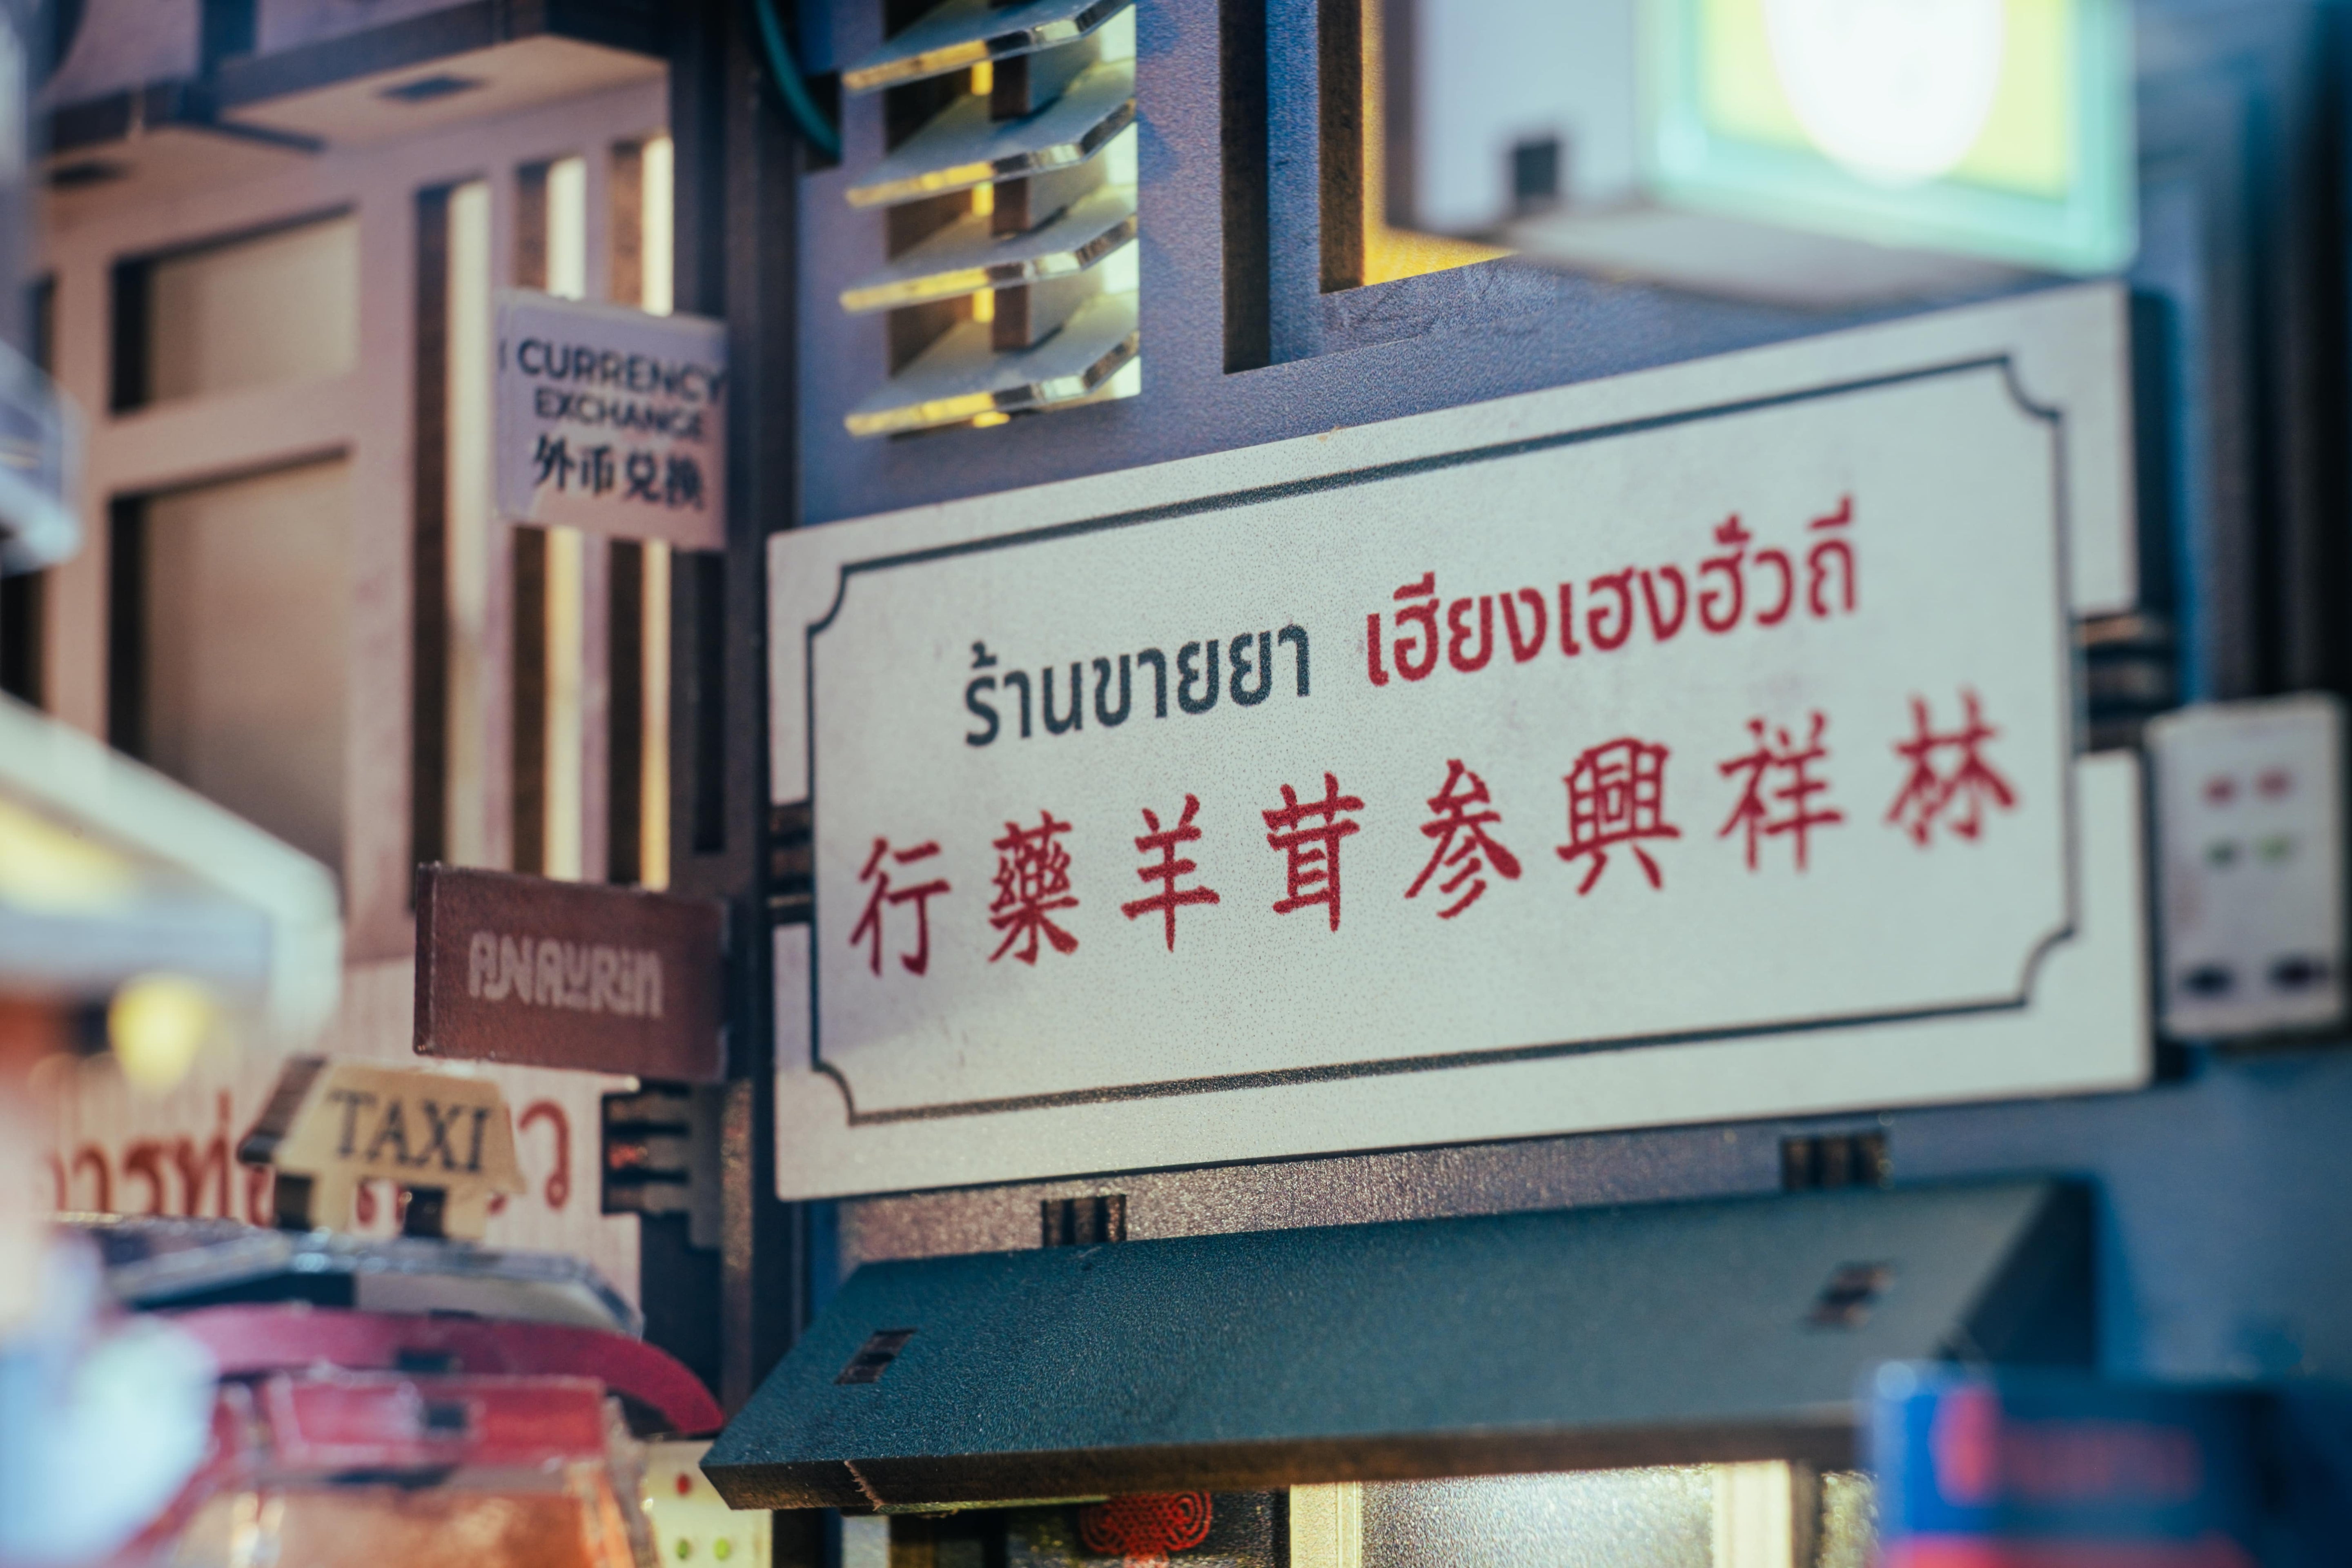 CURRENCY
EXCHANGE
外币兑换
ร้านขายยา เฮียงเฮงฮั้วถี
行藥羊茸参興祥林
ANAURIN
TAXI